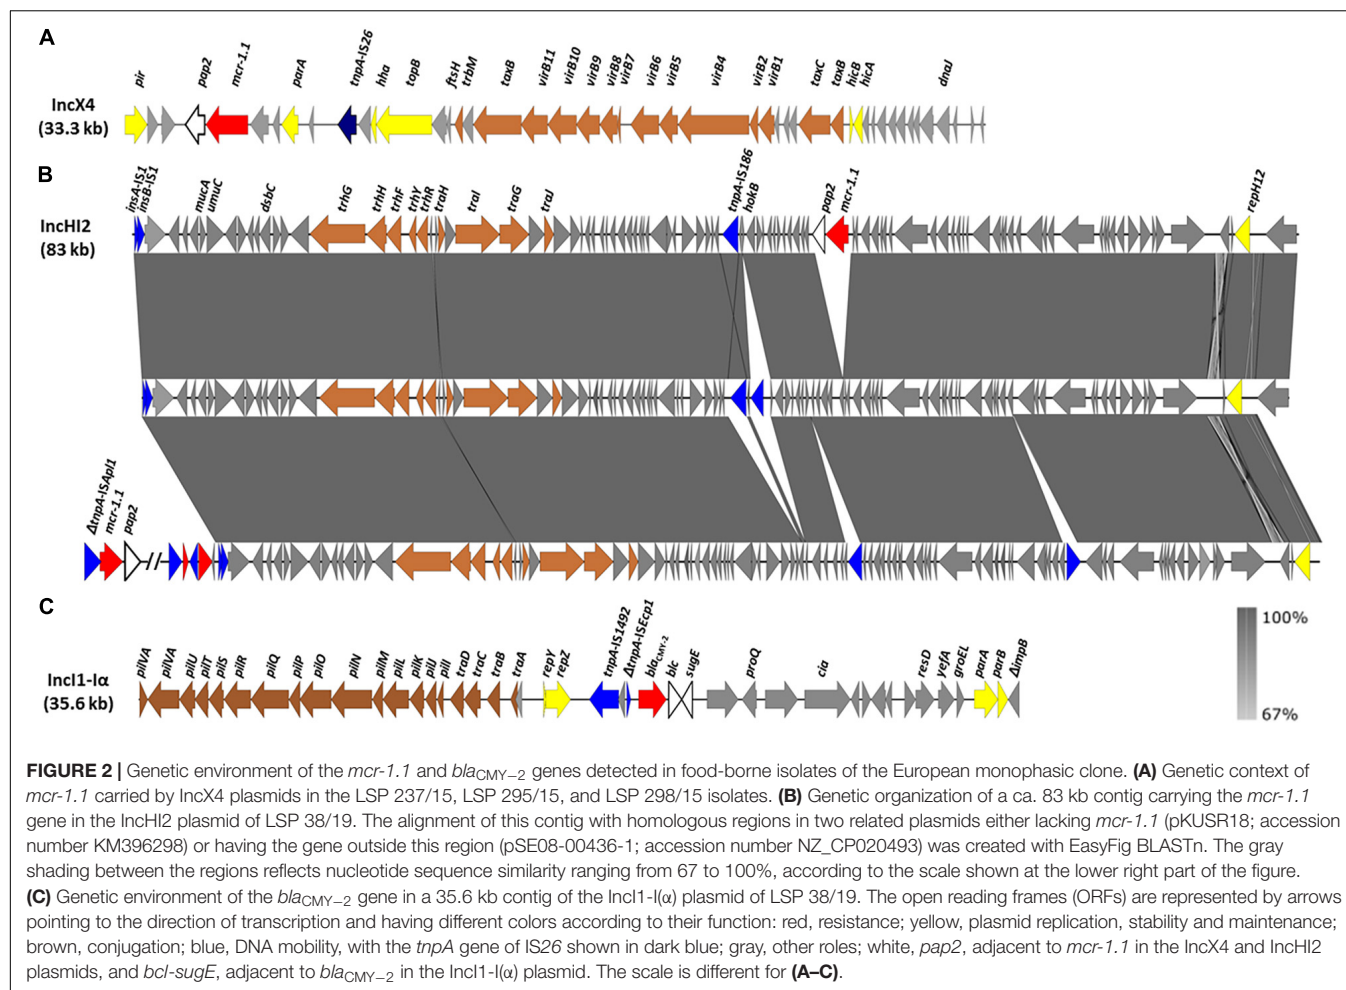 A
pir
pap2
mcr-1.1
parA
tnpA-IS26
hha
topB
ftsH
trbM
taxB
virB11
virB10
virB9
virB8
virB7
virB6
virB5
virB4
virB2
virB1
taxC
taxB
hicB
hicA
dnaJ
IncX4
(33.3 kb)
B
insA-IS1
insB-IS1
mucA
umuC
dsbC
trhG
trhH
trhF
trhY
trhR
traH
traI
traG
traJ
tnpA-IS186
hokB
pap2
mcr-1.1
repH12
IncHI2
(83 kb)
ΔtnpA-ISApl1
mcr-1.1
pap2
//
C
pilVA
pilVA
pilU
pilT
pilS
pilR
pilQ
pilP
pilO
pilN
pilM
pilL
pilK
pilJ
pilI
traD
traC
traB
traA
repY
repZ
tnpA-IS1492
ΔtnpA-ISEcp1
blaCMY-2
blc
sugE
proQ
cia
resD
yefA
groEL
parA
parB
ΔimpB
IncI1-Iα
(35.6 kb)
100%
67%
FIGURE 2 | Genetic environment of the mcr-1.1 and blaCMY−2 genes detected in food-borne isolates of the European monophasic clone. (A) Genetic context of
mcr-1.1 carried by IncX4 plasmids in the LSP 237/15, LSP 295/15, and LSP 298/15 isolates. (B) Genetic organization of a ca. 83 kb contig carrying the mcr-1.1
gene in the IncHI2 plasmid of LSP 38/19. The alignment of this contig with homologous regions in two related plasmids either lacking mcr-1.1 (pKUSR18; accession
number KM396298) or having the gene outside this region (pSE08-00436-1; accession number NZ_CP020493) was created with EasyFig BLASTn. The gray
shading between the regions reflects nucleotide sequence similarity ranging from 67 to 100%, according to the scale shown at the lower right part of the figure.
(C) Genetic environment of the blaCMY−2 gene in a 35.6 kb contig of the IncI1-I(α) plasmid of LSP 38/19. The open reading frames (ORFs) are represented by arrows
pointing to the direction of transcription and having different colors according to their function: red, resistance; yellow, plasmid replication, stability and maintenance;
brown, conjugation; blue, DNA mobility, with the tnpA gene of IS26 shown in dark blue; gray, other roles; white, pap2, adjacent to mcr-1.1 in the IncX4 and IncHI2
plasmids, and bcl-sugE, adjacent to blaCMY−2 in the IncI1-I(α) plasmid. The scale is different for (A–C).